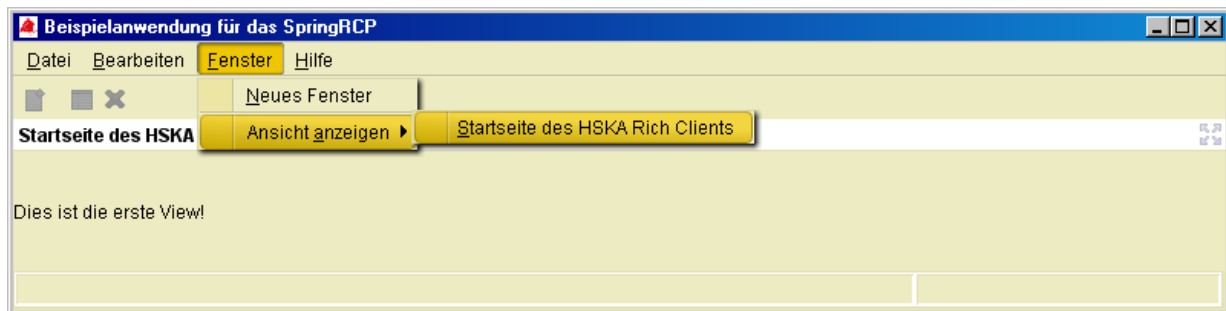 Beispielanwendung für das SpringRCP
Datei Bearbeiten Fenster Hilfe
Neues Fenster
Startseite des HSKA
Ansicht anzeigen
Startseite des HSKA Rich Clients
Dies ist die erste View!